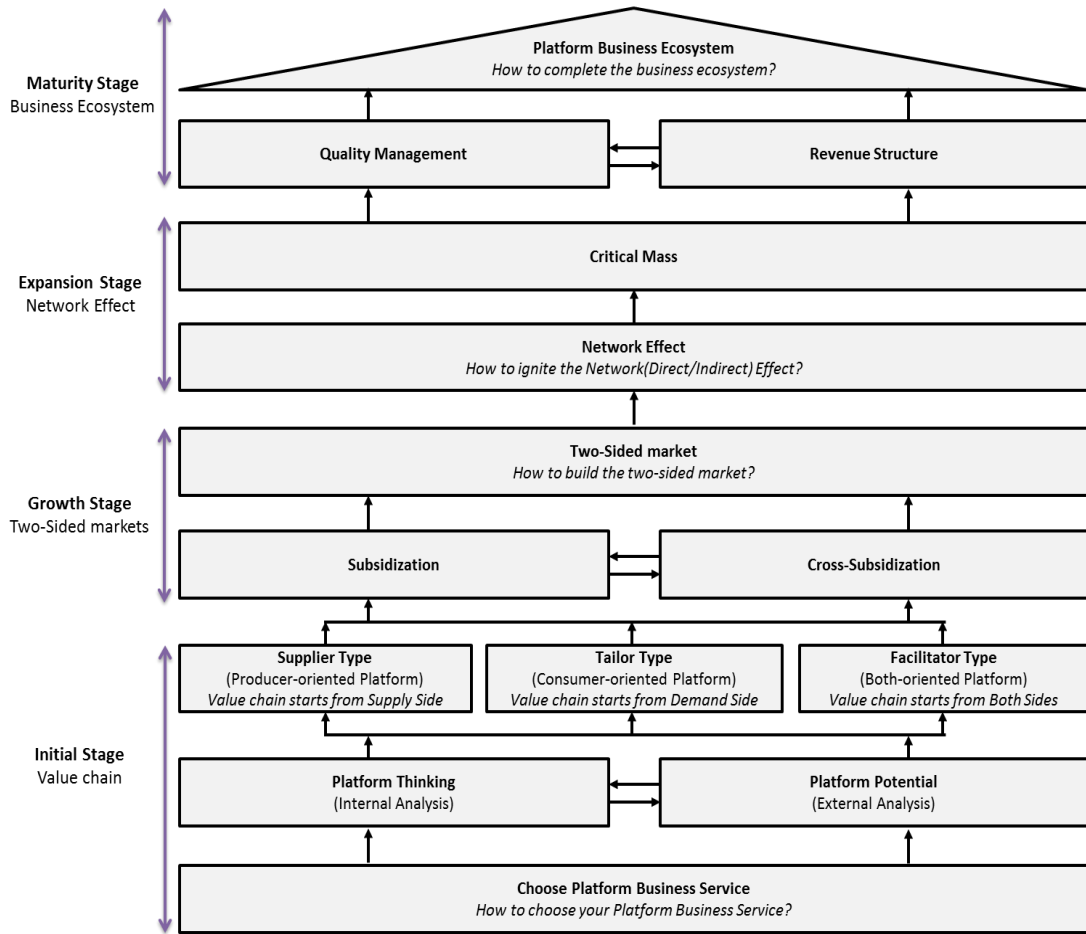 Platform Business Ecosystem
How to complete the business ecosystem?
Maturity Stage
Business Ecosystem
Quality Management
Revenue Structure
Critical Mass
Expansion Stage
Network Effect
Network Effect
How to ignite the Network(Direct/Indirect) Effect?
Two-Sided market
How to build the two-sided market?
Growth Stage
Two-Sided markets
Subsidization
Cross-Subsidization
Supplier Type
(Producer-oriented Platform)
Value chain starts from Supply Side
Tailor Type
(Consumer-oriented Platform)
Value chain starts from Demand Side
Facilitator Type
(Both-oriented Platform)
Value chain starts from Both Sides
Initial Stage
Value chain
Platform Thinking
(Internal Analysis)
Platform Potential
(External Analysis)
Choose Platform Business Service
How to choose your Platform Business Service?